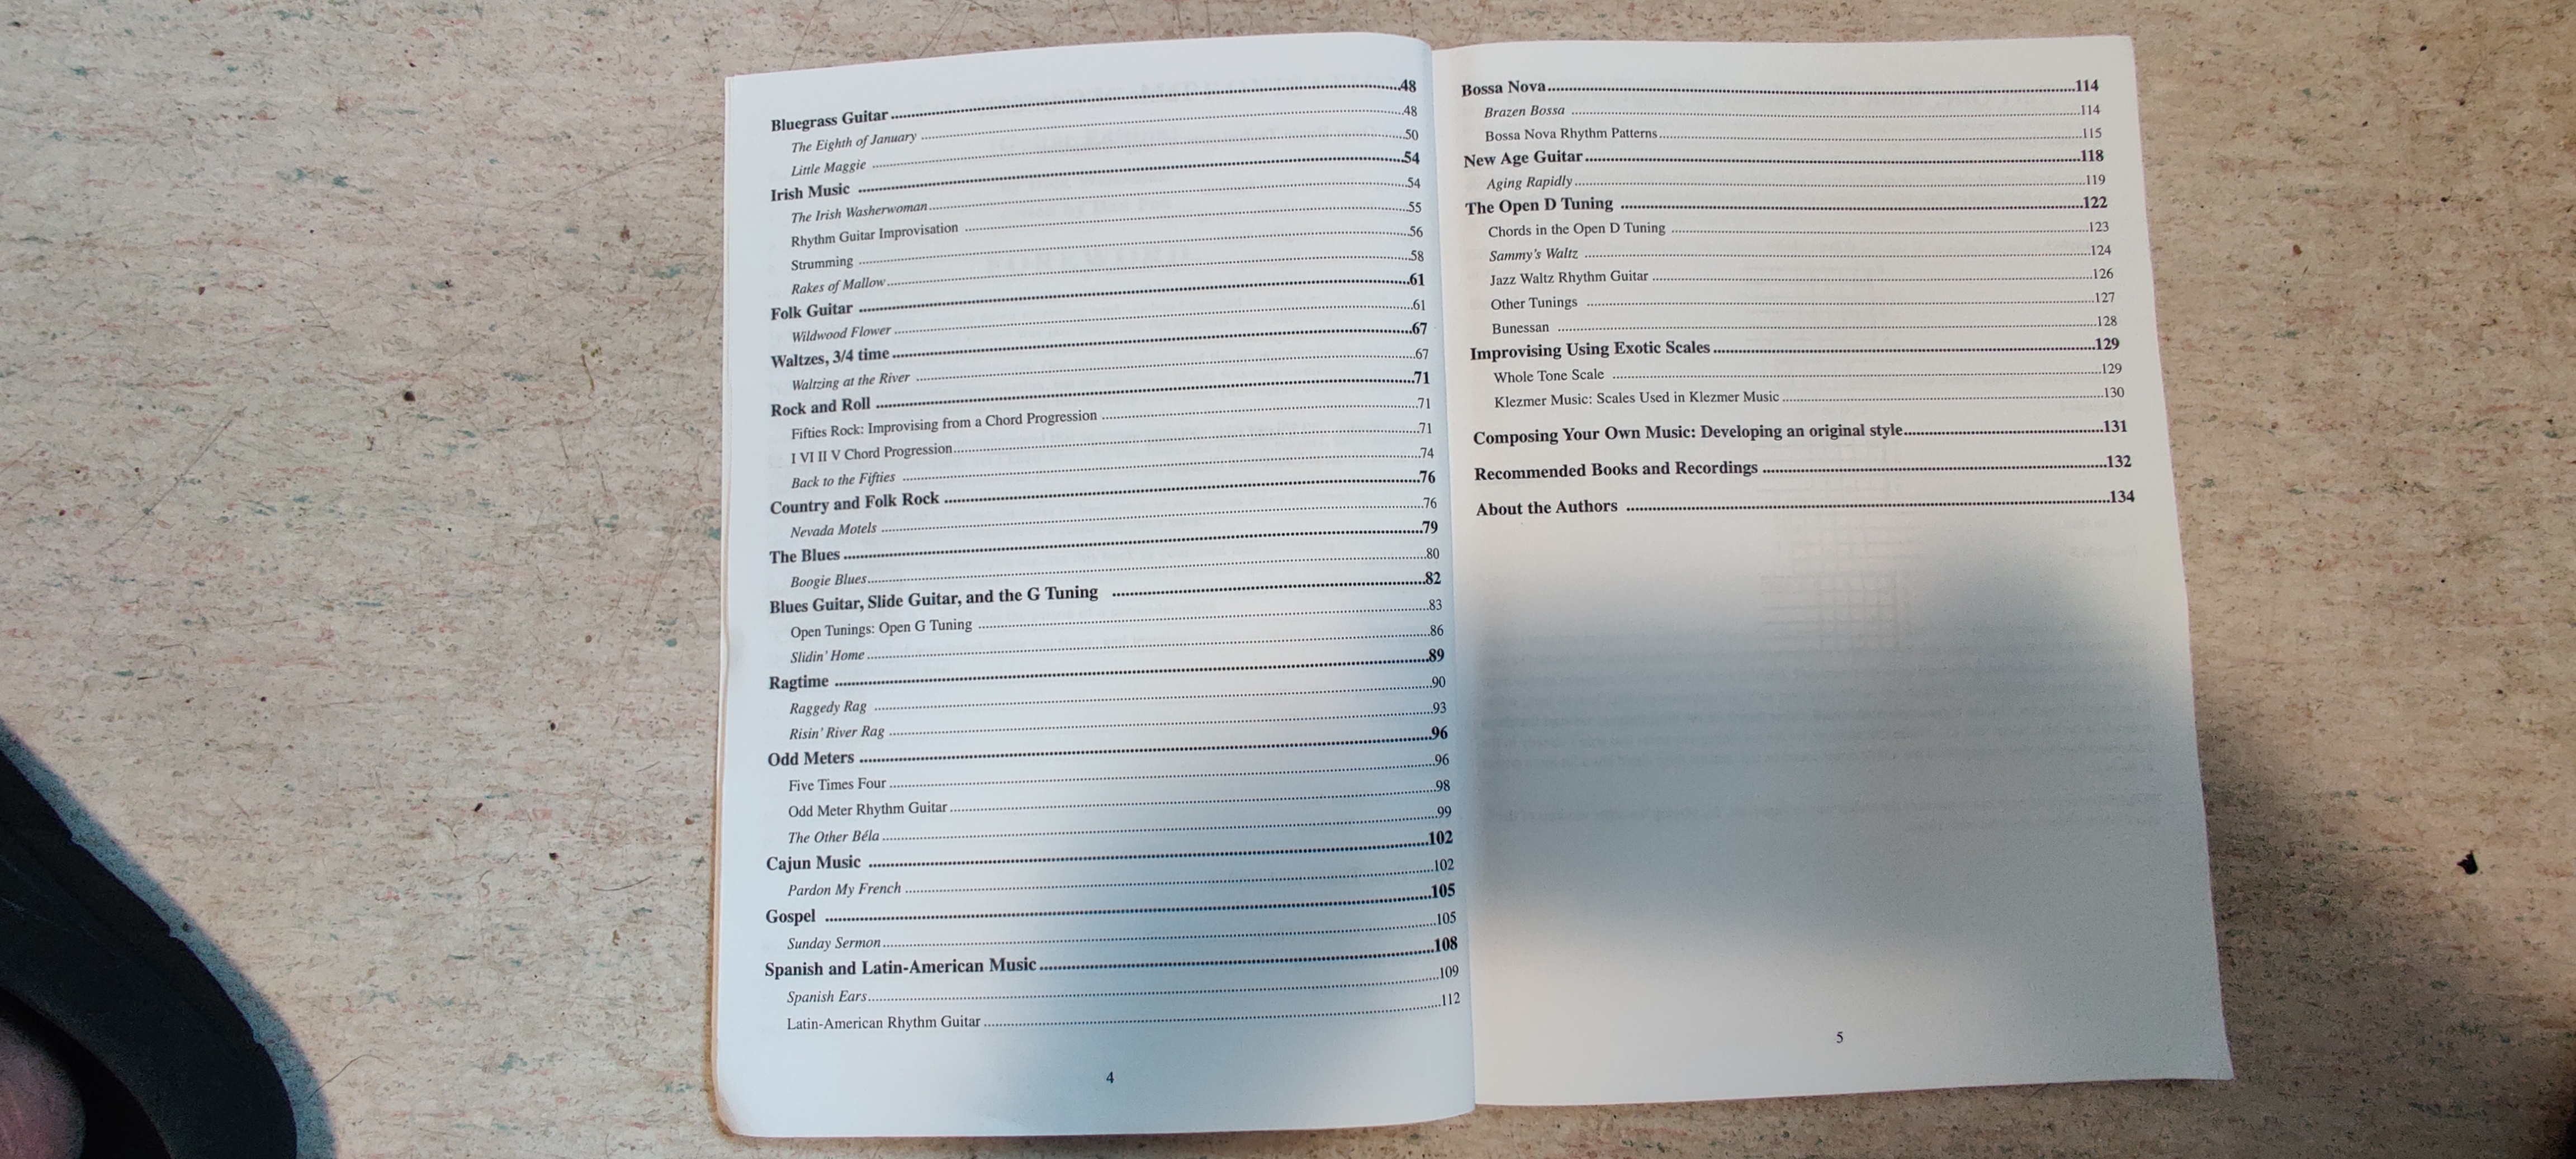 Bluegrass Guitar ........ 48
The Eighth of January ........ 48
Little Maggie ........ 50
Irish Music ........ 54
The Irish Washerwoman ........ 54
Rhythm Guitar Improvisation ........ 55
Strumming ........ 56
Rakes of Mallow ........ 58
Folk Guitar ........ 61
Wildwood Flower ........ 61
Waltzes, 3/4 time ........ 67
Waltzing at the River ........ 67
Rock and Roll ........ 71
Fifties Rock: Improvising from a Chord Progression ........ 71
I VI II V Chord Progression ........ 71
Back to the Fifties ........ 74
Country and Folk Rock ........ 76
Nevada Motels ........ 76
The Blues ........ 79
Boogie Blues ........ 80
Blues Guitar, Slide Guitar, and the G Tuning ........ 82
Open Tunings: Open G Tuning ........ 83
Slidin' Home ........ 86
Ragtime ........ 89
Raggedy Rag ........ 90
Risin' River Rag ........ 93
Odd Meters ........ 96
Five Times Four ........ 96
Odd Meter Rhythm Guitar ........ 98
The Other Bela ........ 99
Cajun Music ........ 102
Pardon My French ........ 102
Gospel ........ 105
Sunday Sermon ........ 105
Spanish and Latin-American Music ........ 108
Spanish Ears ........ 109
Latin-American Rhythm Guitar ........ 112
4
Bossa Nova ........ 114
Brazen Bossa ........ 114
Bossa Nova Rhythm Patterns ........ 115
New Age Guitar ........ 118
Aging Rapidly ........ 119
The Open D Tuning ........ 122
Chords in the Open D Tuning ........ 123
Sammy's Waltz ........ 124
Jazz Waltz Rhythm Guitar ........ 126
Other Tunings ........ 127
Bunessan ........ 128
Improvising Using Exotic Scales ........ 129
Whole Tone Scale ........ 129
Klezmer Music: Scales Used in Klezmer Music ........ 130
Composing Your Own Music: Developing an original style ........ 131
Recommended Books and Recordings ........ 132
About the Authors ........ 134
5